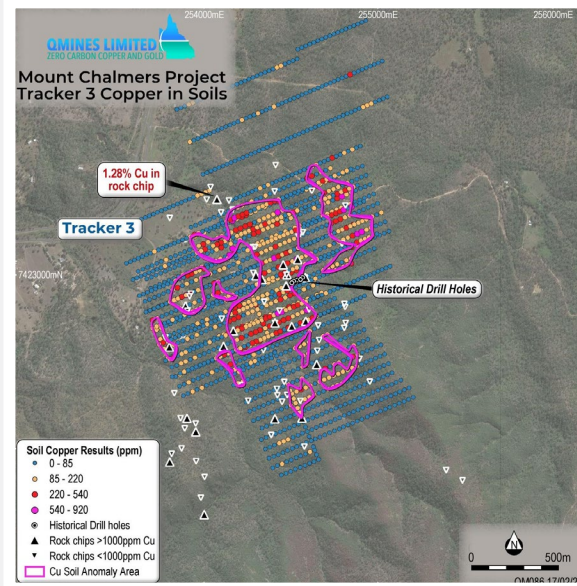 254000mE
255000mE
256000mE
QMINES LIMITED
ZERO CARBON COPPER AND GOLD
Mount Chalmers Project
Tracker 3 Copper in Soils
1.28% Cu in
rock chip
Tracker 3
7423000mN
Historical Drill Holes
Soil Copper Results (ppm)
0 - 85
85 - 220
220 - 540
540 - 920
Historical Drill holes
Rock chips >1000ppm Cu
Rock chips <1000ppm Cu
Cu Soil Anomaly Area
N
0 500m